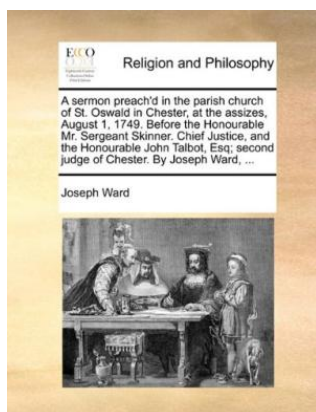 ECCO
Religion and Philosophy
A sermon preach'd in the parish church
of St. Oswald in Chester, at the assizes,
August 1, 1749. Before the Honourable
Mr. Sergeant Skinner. Chief Justice, and
the Honourable John Talbot, Esq; second
judge of Chester. By Joseph Ward, ...
Joseph Ward